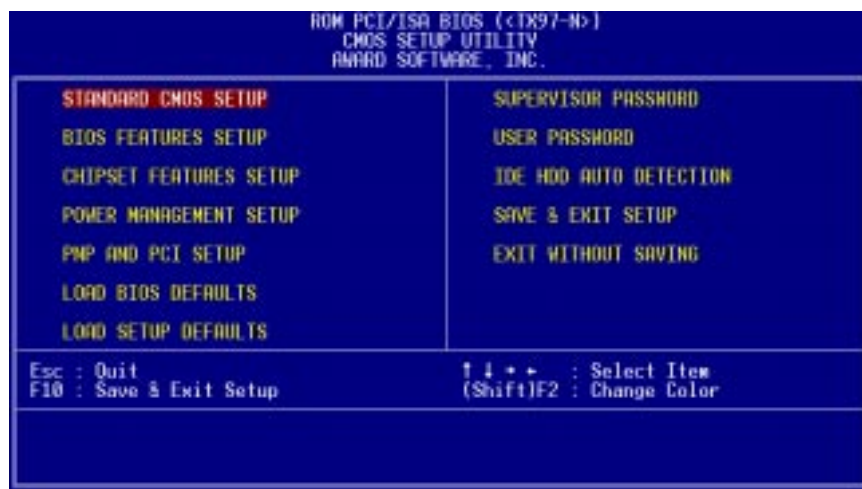 ROM PCI/ISA BIOS (<TX97-N>)
CMOS SETUP UTILITY
AWARD SOFTWARE, INC.
STANDARD CMOS SETUP
BIOS FEATURES SETUP
CHIPSET FEATURES SETUP
POWER MANAGEMENT SETUP
PNP AND PCI SETUP
LOAD BIOS DEFAULTS
LOAD SETUP DEFAULTS
SUPERVISOR PASSWORD
USER PASSWORD
IDE HDD AUTO DETECTION
SAVE & EXIT SETUP
EXIT WITHOUT SAVING
Esc : Quit
F10 : Save & Exit Setup
↑ ↓ → ← : Select Item
(Shift)F2 : Change Color